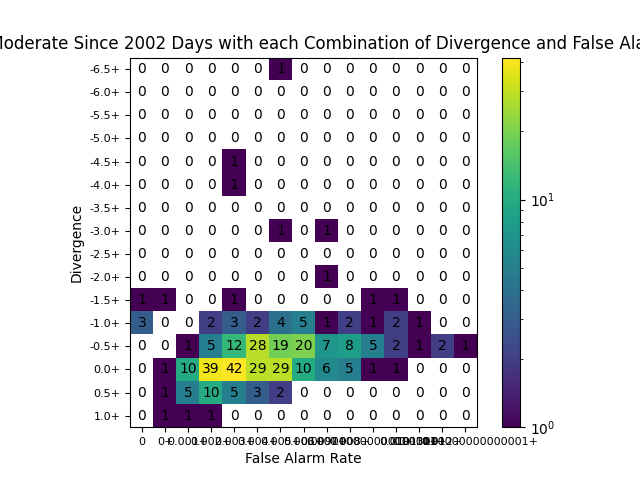 Moderate Since 2002 Days with each Combination of Divergence and False Ala
-6.5+ 0 0 0 0 0 0 1 0 0 0 0 0 0 0 0
-6.0+ 0 0 0 0 0 0 0 0 0 0 0 0 0 0 0
-5.5+ 0 0 0 0 0 0 0 0 0 0 0 0 0 0 0
-5.0+ 0 0 0 0 0 0 0 0 0 0 0 0 0 0 0
-4.5+ 0 0 0 0 1 0 0 0 0 0 0 0 0 0 0
-4.0+ 0 0 0 0 1 0 0 0 0 0 0 0 0 0 0
-3.5+ 0 0 0 0 0 0 0 0 0 0 0 0 0 0 0
-3.0+ 0 0 0 0 0 0 1 0 1 0 0 0 0 0 0
-2.5+ 0 0 0 0 0 0 0 0 0 0 0 0 0 0 0
-2.0+ 0 0 0 0 0 0 0 0 1 0 0 0 0 0 0
-1.5+ 1 1 0 0 1 0 0 0 0 0 1 1 0 0 0
-1.0+ 3 0 0 2 3 2 4 5 1 2 1 2 1 0 0
-0.5+ 0 0 1 5 12 28 19 20 7 8 5 2 1 2 1
0.0+ 0 1 10 39 42 29 29 10 6 5 1 1 0 0 0
0.5+ 0 1 5 10 5 3 2 0 0 0 0 0 0 0 0
1.0+ 0 1 1 1 0 0 0 0 0 0 0 0 0 0 0
0
False Alarm Rate
Divergence
10¹
10⁰